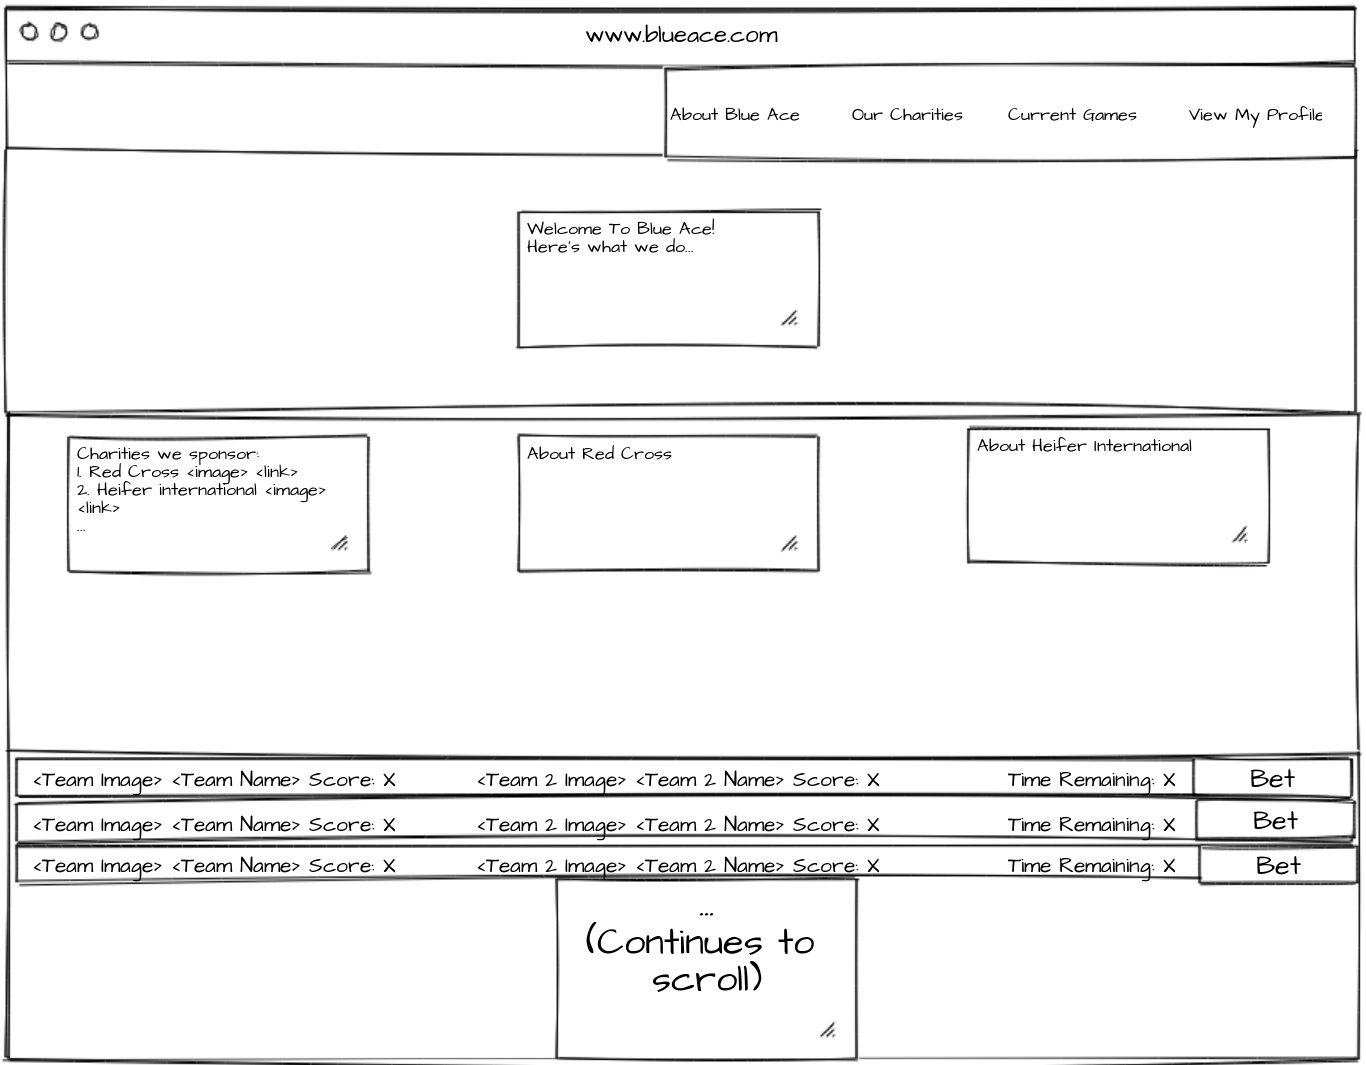 www.blueace.com
About Blue Ace Our Charities Current Games View My Profile
Welcome To Blue Ace!
Here's what we do...
Charities we sponsor:
1. Red Cross <image> <link>
2. Heifer international <image>
<link>
...
About Red Cross
About Heifer International
<Team Image> <Team Name> Score: X <Team 2 Image> <Team 2 Name> Score: X Time Remaining: X Bet
<Team Image> <Team Name> Score: X <Team 2 Image> <Team 2 Name> Score: X Time Remaining: X Bet
<Team Image> <Team Name> Score: X <Team 2 Image> <Team 2 Name> Score: X Time Remaining: X Bet
...
(Continues to
scroll)